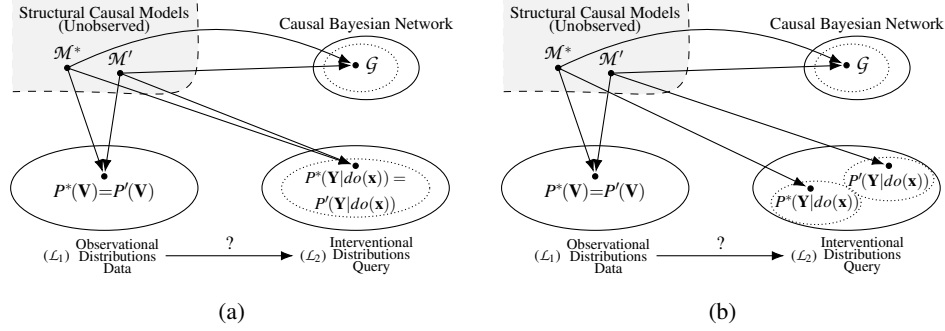 Structural Causal Models
(Unobserved)
Causal Bayesian Network
M*
M′
G
P*(V)=P′(V)
P*(Y|do(x)) =
P′(Y|do(x))
(L1) Observational
Distributions
Data
?
(L2) Interventional
Distributions
Query
(a)
Structural Causal Models
(Unobserved)
Causal Bayesian Network
M*
M′
G
P*(V)=P′(V)
P′(Y|do(x))
P*(Y|do(x))
(L1) Observational
Distributions
Data
?
(L2) Interventional
Distributions
Query
(b)